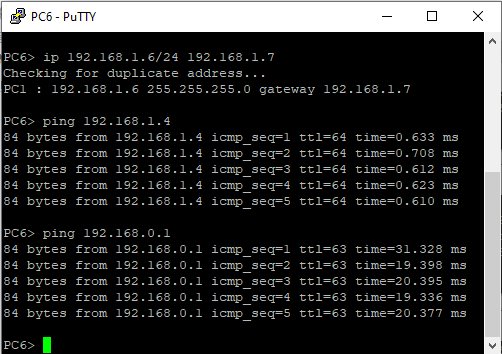 PC6 - PuTTY
PC6> ip 192.168.1.6/24 192.168.1.7
Checking for duplicate address...
PC1 : 192.168.1.6 255.255.255.0 gateway 192.168.1.7
PC6> ping 192.168.1.4
84 bytes from 192.168.1.4 icmp_seq=1 ttl=64 time=0.633 ms
84 bytes from 192.168.1.4 icmp_seq=2 ttl=64 time=0.708 ms
84 bytes from 192.168.1.4 icmp_seq=3 ttl=64 time=0.612 ms
84 bytes from 192.168.1.4 icmp_seq=4 ttl=64 time=0.623 ms
84 bytes from 192.168.1.4 icmp_seq=5 ttl=64 time=0.610 ms
PC6> ping 192.168.0.1
84 bytes from 192.168.0.1 icmp_seq=1 ttl=63 time=31.328 ms
84 bytes from 192.168.0.1 icmp_seq=2 ttl=63 time=19.398 ms
84 bytes from 192.168.0.1 icmp_seq=3 ttl=63 time=20.395 ms
84 bytes from 192.168.0.1 icmp_seq=4 ttl=63 time=19.336 ms
84 bytes from 192.168.0.1 icmp_seq=5 ttl=63 time=20.377 ms
PC6>